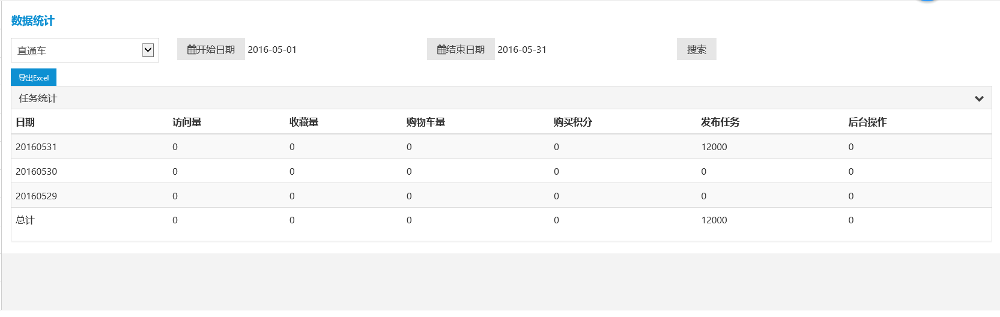 数据统计
直通车 开始日期 2016-05-01 结束日期 2016-05-31 搜索
导出Excel
任务统计
日期 访问量 收藏量 购物车量 购买积分 发布任务 后台操作
20160531 0 0 0 0 12000 0
20160530 0 0 0 0 0 0
20160529 0 0 0 0 0 0
总计 0 0 0 0 12000 0